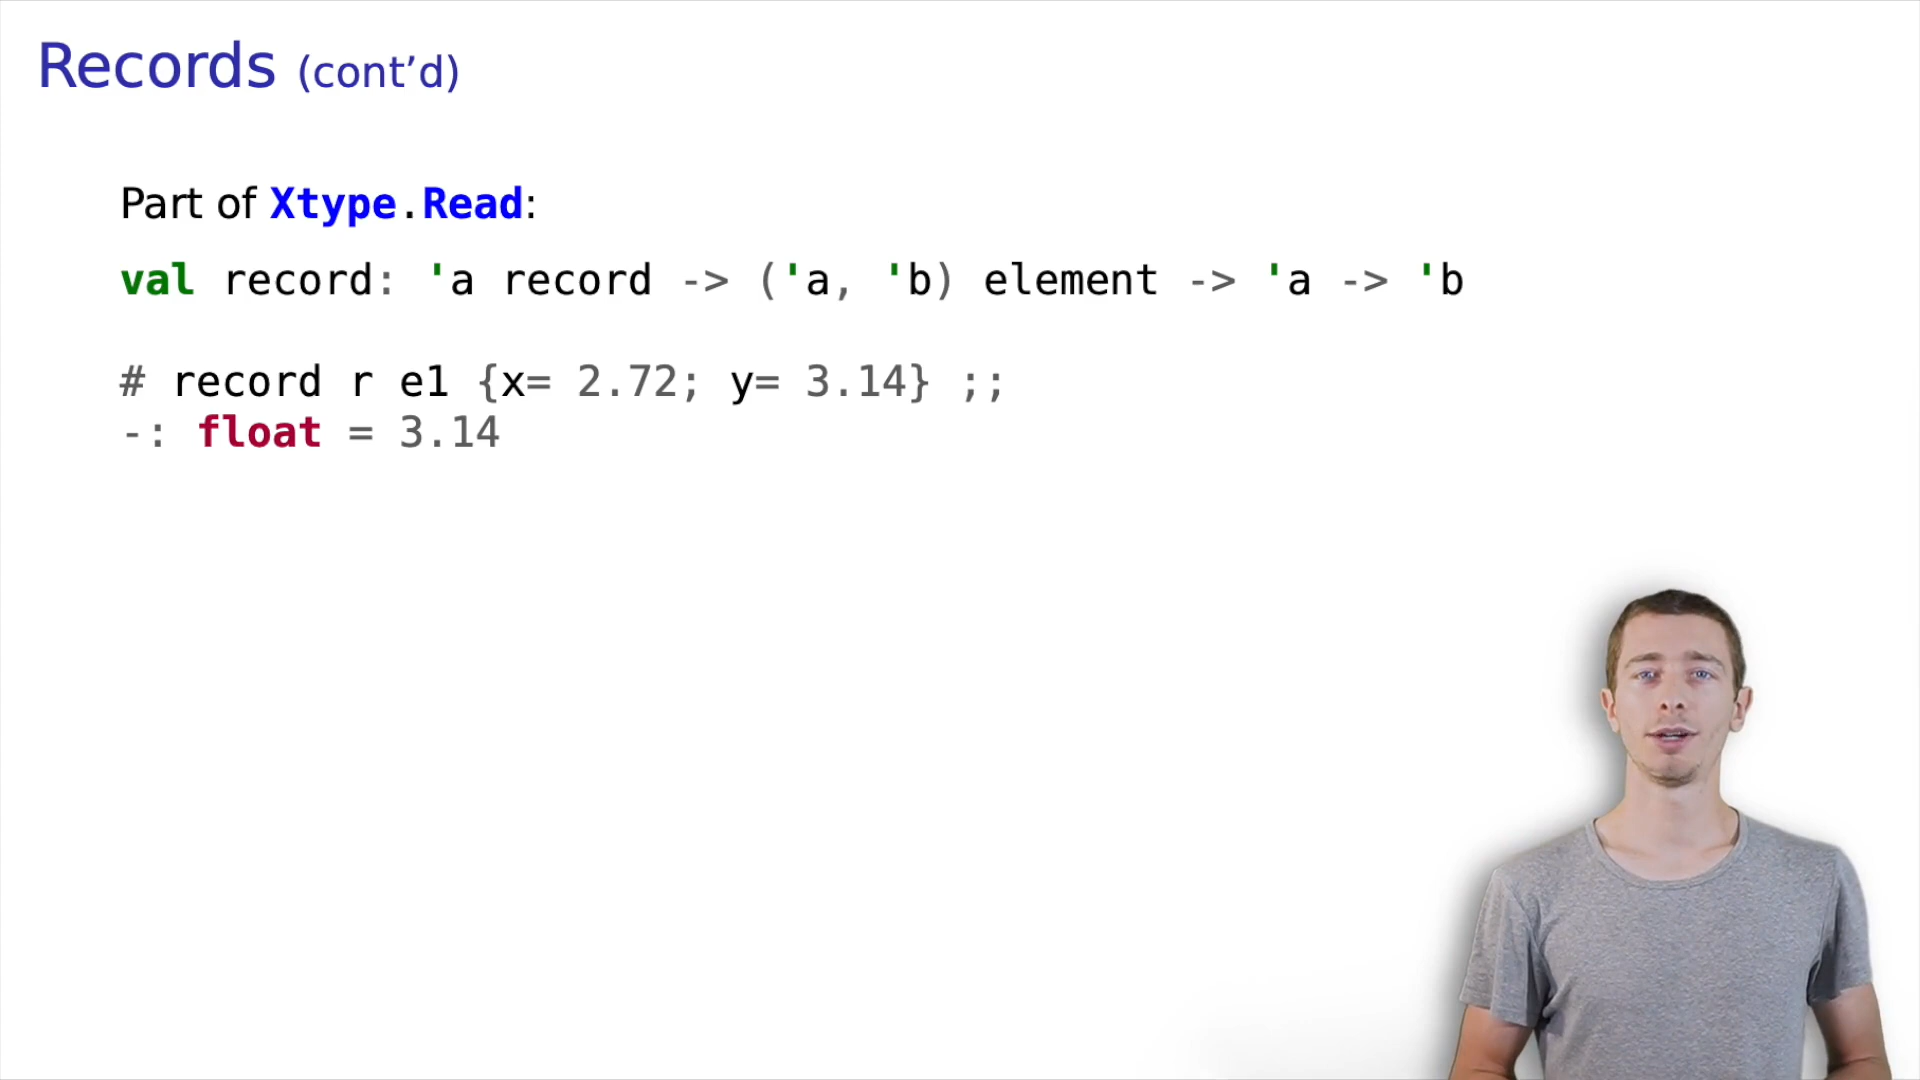 Records (cont’d)
Part of Xtype.Read:
val record: 'a record -> ('a, 'b) element -> 'a -> 'b
# record r e1 {x= 2.72; y= 3.14} ;;
-: float = 3.14